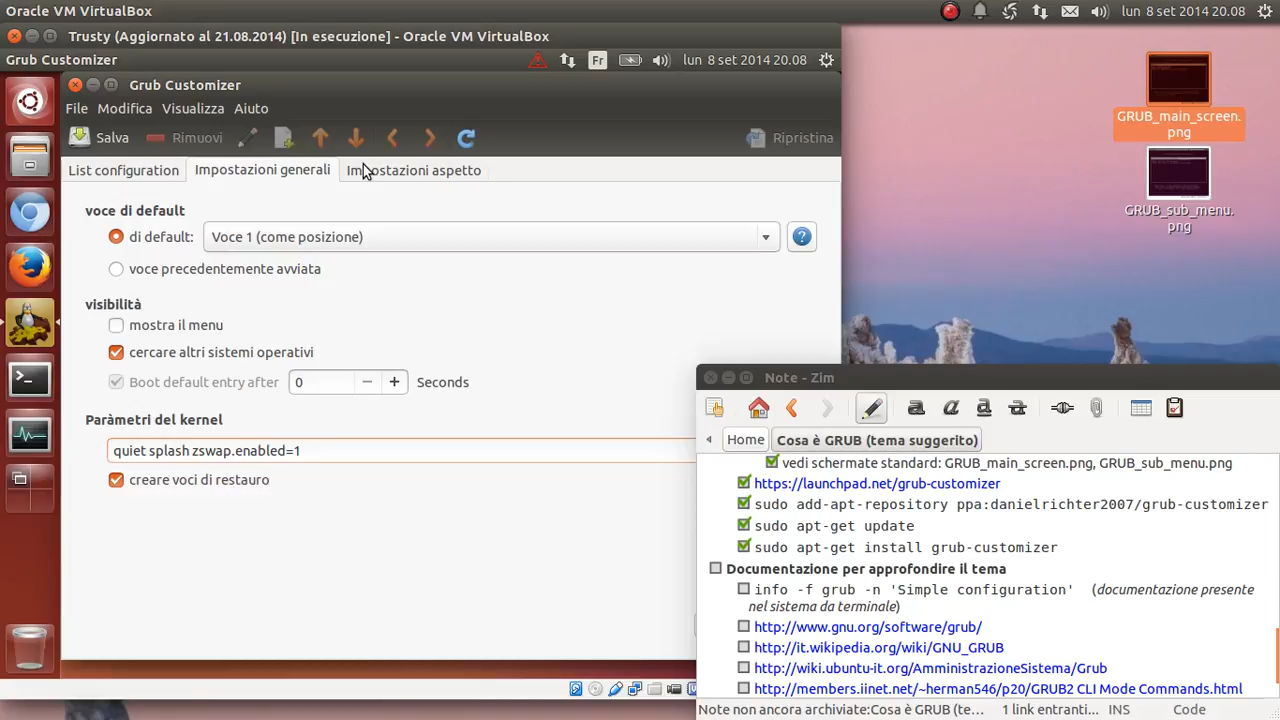 Oracle VM VirtualBox
lun 8 set 2014 20.08
Trusty (Aggiornato al 21.08.2014) [In esecuzione] - Oracle VM VirtualBox
Grub Customizer
Fr
lun 8 set 2014 20.08
Grub Customizer
File Modifica Visualizza Aiuto
Salva Rimuovi Ripristina
List configuration Impostazioni generali Impostazioni aspetto
voce di default
di default: Voce 1 (come posizione)
voce precedentemente avviata
visibilità
mostra il menu
cercare altri sistemi operativi
Boot default entry after 0 Seconds
Paràmetri del kernel
quiet splash zswap.enabled=1
creare voci di restauro
GRUB_main_screen.
png
GRUB_sub_menu.
png
Note - Zim
Home Cosa è GRUB (tema suggerito)
vedi schermate standard: GRUB_main_screen.png, GRUB_sub_menu.png
https://launchpad.net/grub-customizer
sudo add-apt-repository ppa:danielrichter2007/grub-customizer
sudo apt-get update
sudo apt-get install grub-customizer
Documentazione per approfondire il tema
info -f grub -n 'Simple configuration' (documentazione presente
nel sistema da terminale)
http://www.gnu.org/software/grub/
http://it.wikipedia.org/wiki/GNU_GRUB
http://wiki.ubuntu-it.org/AmministrazioneSistema/Grub
http://members.iinet.net/~herman546/p20/GRUB2 CLI Mode Commands.html
Note non ancora archiviate:Cosa è GRUB (te... 1 link entranti... INS Code